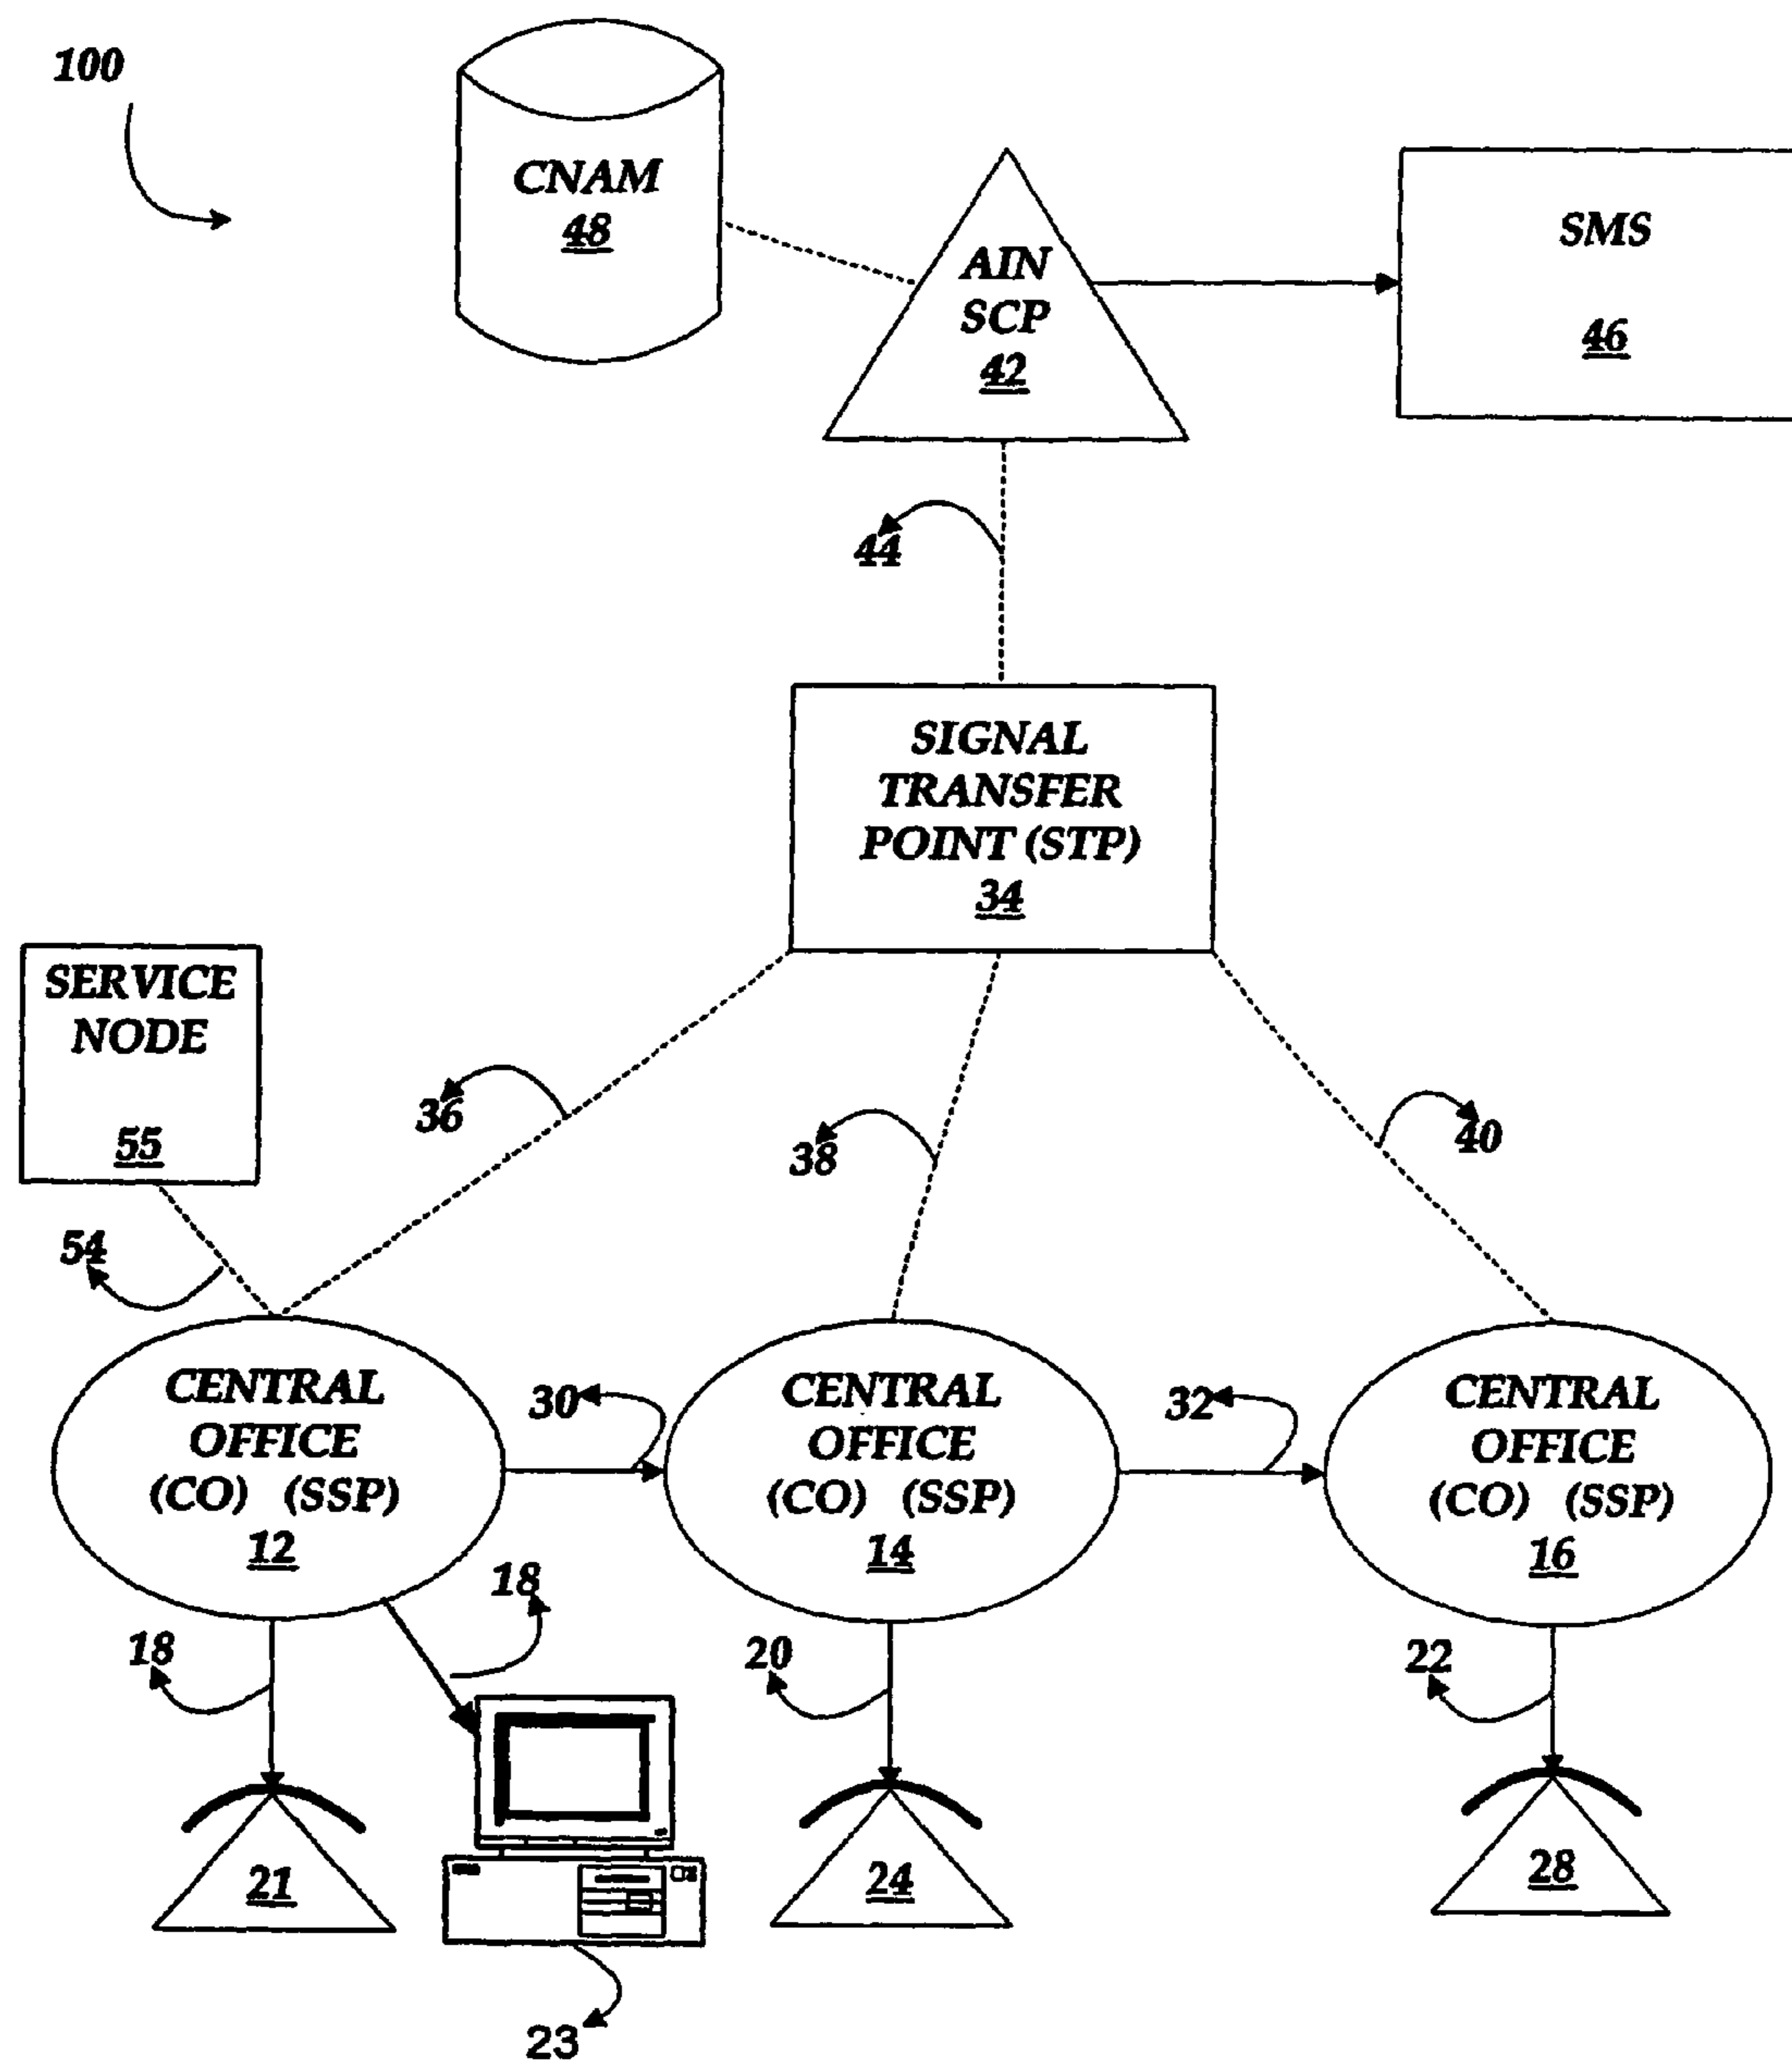 100
CNAM
48
AIN
SCP
42
SMS
46
44
SIGNAL
TRANSFER
POINT (STP)
34
SERVICE
NODE
55
36
38
40
54
CENTRAL
OFFICE
(CO) (SSP)
12
30
CENTRAL
OFFICE
(CO) (SSP)
14
32
CENTRAL
OFFICE
(CO) (SSP)
16
18
18
20
22
21
23
24
28